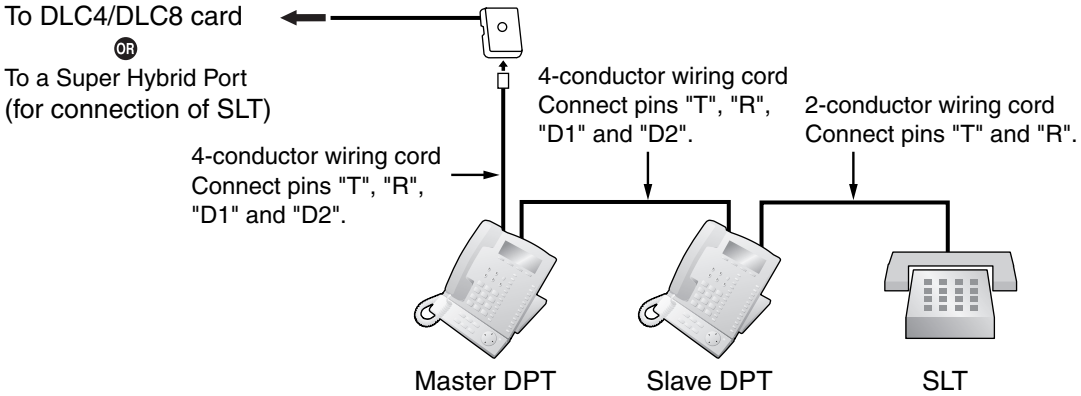 To DLC4/DLC8 card
OR
To a Super Hybrid Port
(for connection of SLT)
4-conductor wiring cord
Connect pins "T", "R",
"D1" and "D2".
4-conductor wiring cord
Connect pins "T", "R",
"D1" and "D2".
2-conductor wiring cord
Connect pins "T" and "R".
Master DPT
Slave DPT
SLT